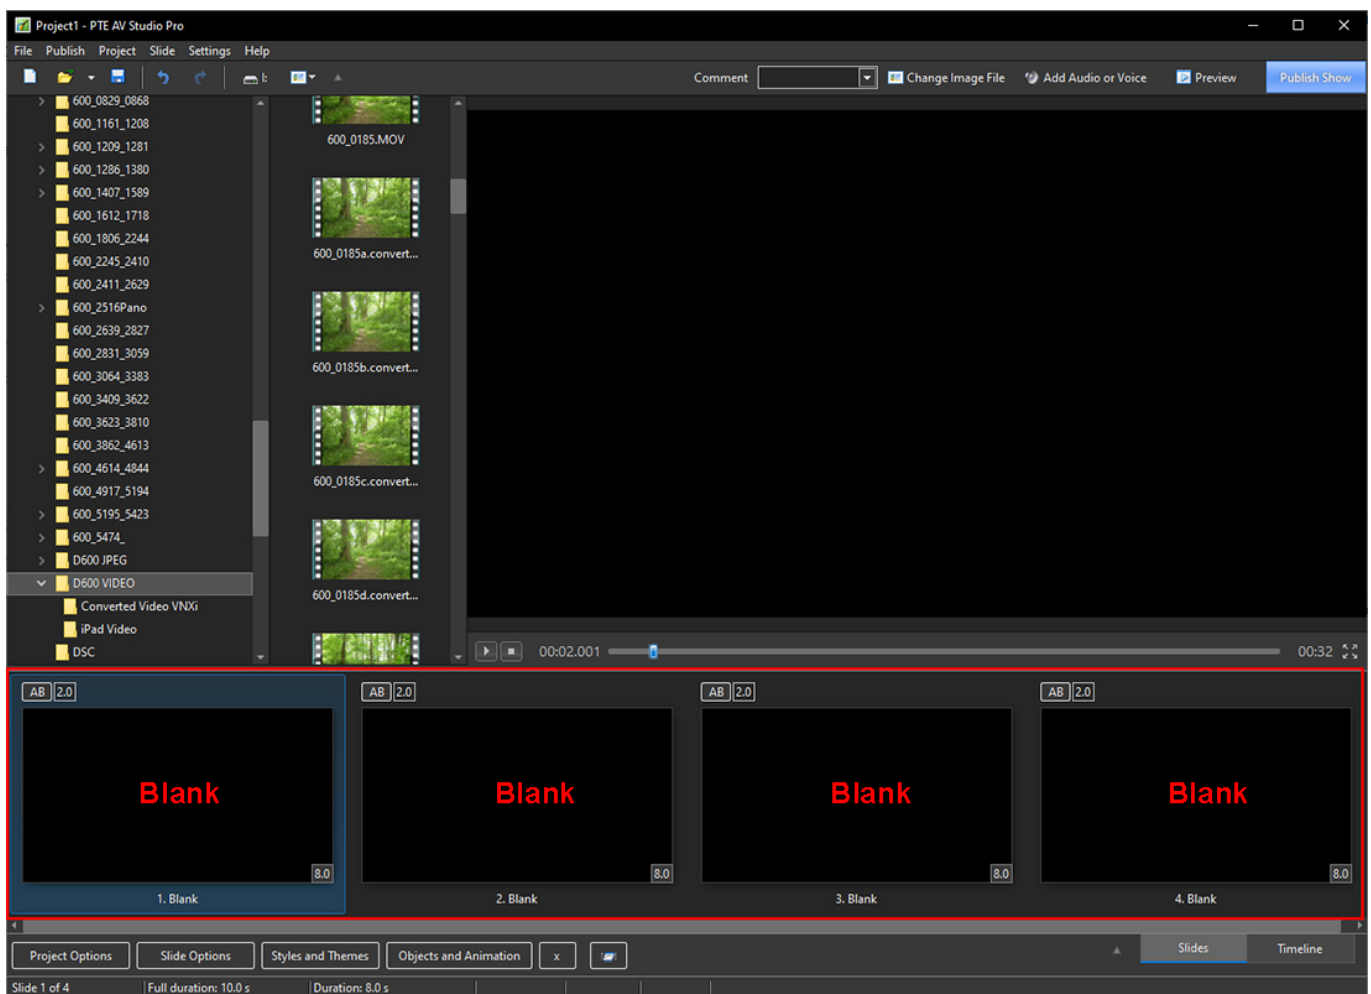 Project1 - PTE AV Studio Pro
File Publish Project Slide Settings Help
I:
Comment Change Image File Add Audio or Voice Preview Publish Show
600_0829_0868
600_1161_1208
600_1209_1281
600_1286_1380
600_1407_1589
600_1612_1718
600_1806_2244
600_2245_2410
600_2411_2629
600_2516Pano
600_2639_2827
600_2831_3059
600_3064_3383
600_3409_3622
600_3623_3810
600_3862_4613
600_4614_4844
600_4917_5194
600_5195_5423
600_5474_
D600 JPEG
D600 VIDEO
Converted Video VNXi
iPad Video
DSC
600_0185.MOV
600_0185a.convert...
600_0185b.convert...
600_0185c.convert...
600_0185d.convert...
00:02.001 00:32
AB 2.0 AB 2.0 AB 2.0 AB 2.0
Blank Blank Blank Blank
8.0 8.0 8.0 8.0
1. Blank 2. Blank 3. Blank 4. Blank
Project Options Slide Options Styles and Themes Objects and Animation x Slides Timeline
Slide 1 of 4 Full duration: 10.0 s Duration: 8.0 s